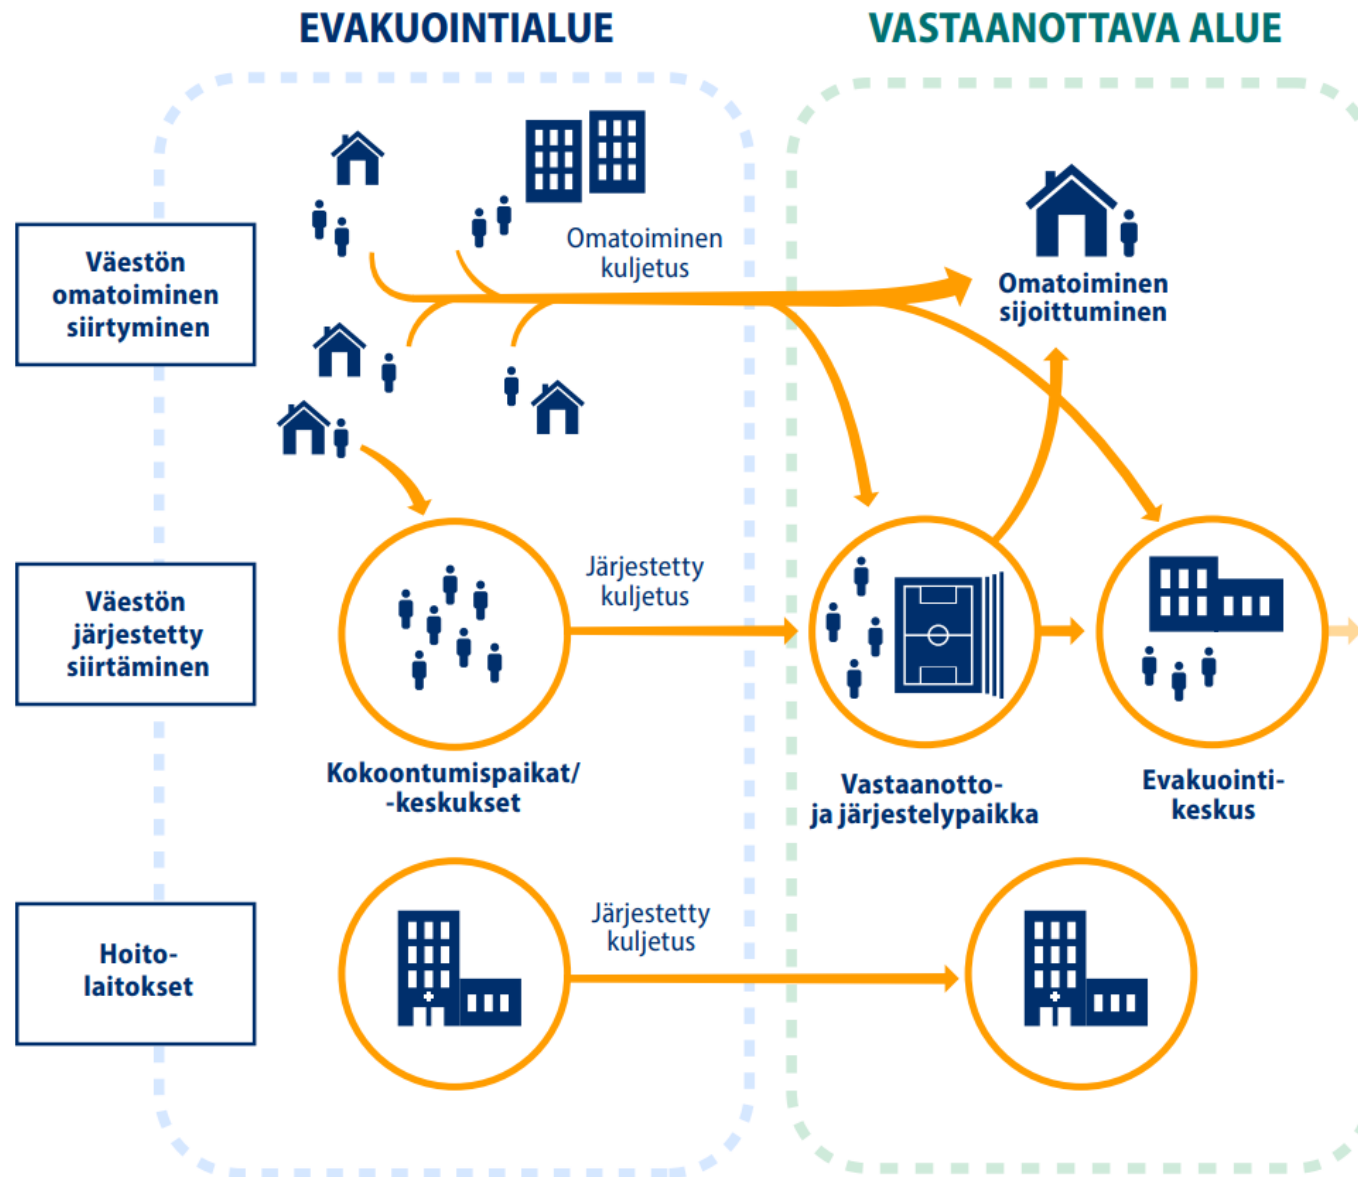 EVAKUOINTIALUE
VASTAANOTTAVA ALUE
Väestön
omatoiminen
siirtyminen
Omatoiminen
kuljetus
Omatoiminen
sijoittuminen
Väestön
järjestetty
siirtäminen
Järjestetty
kuljetus
Kokoontumispaikat/
-keskukset
Vastaanotto-
ja järjestelypaikka
Evakuointi-
keskus
Hoito-
laitokset
Järjestetty
kuljetus